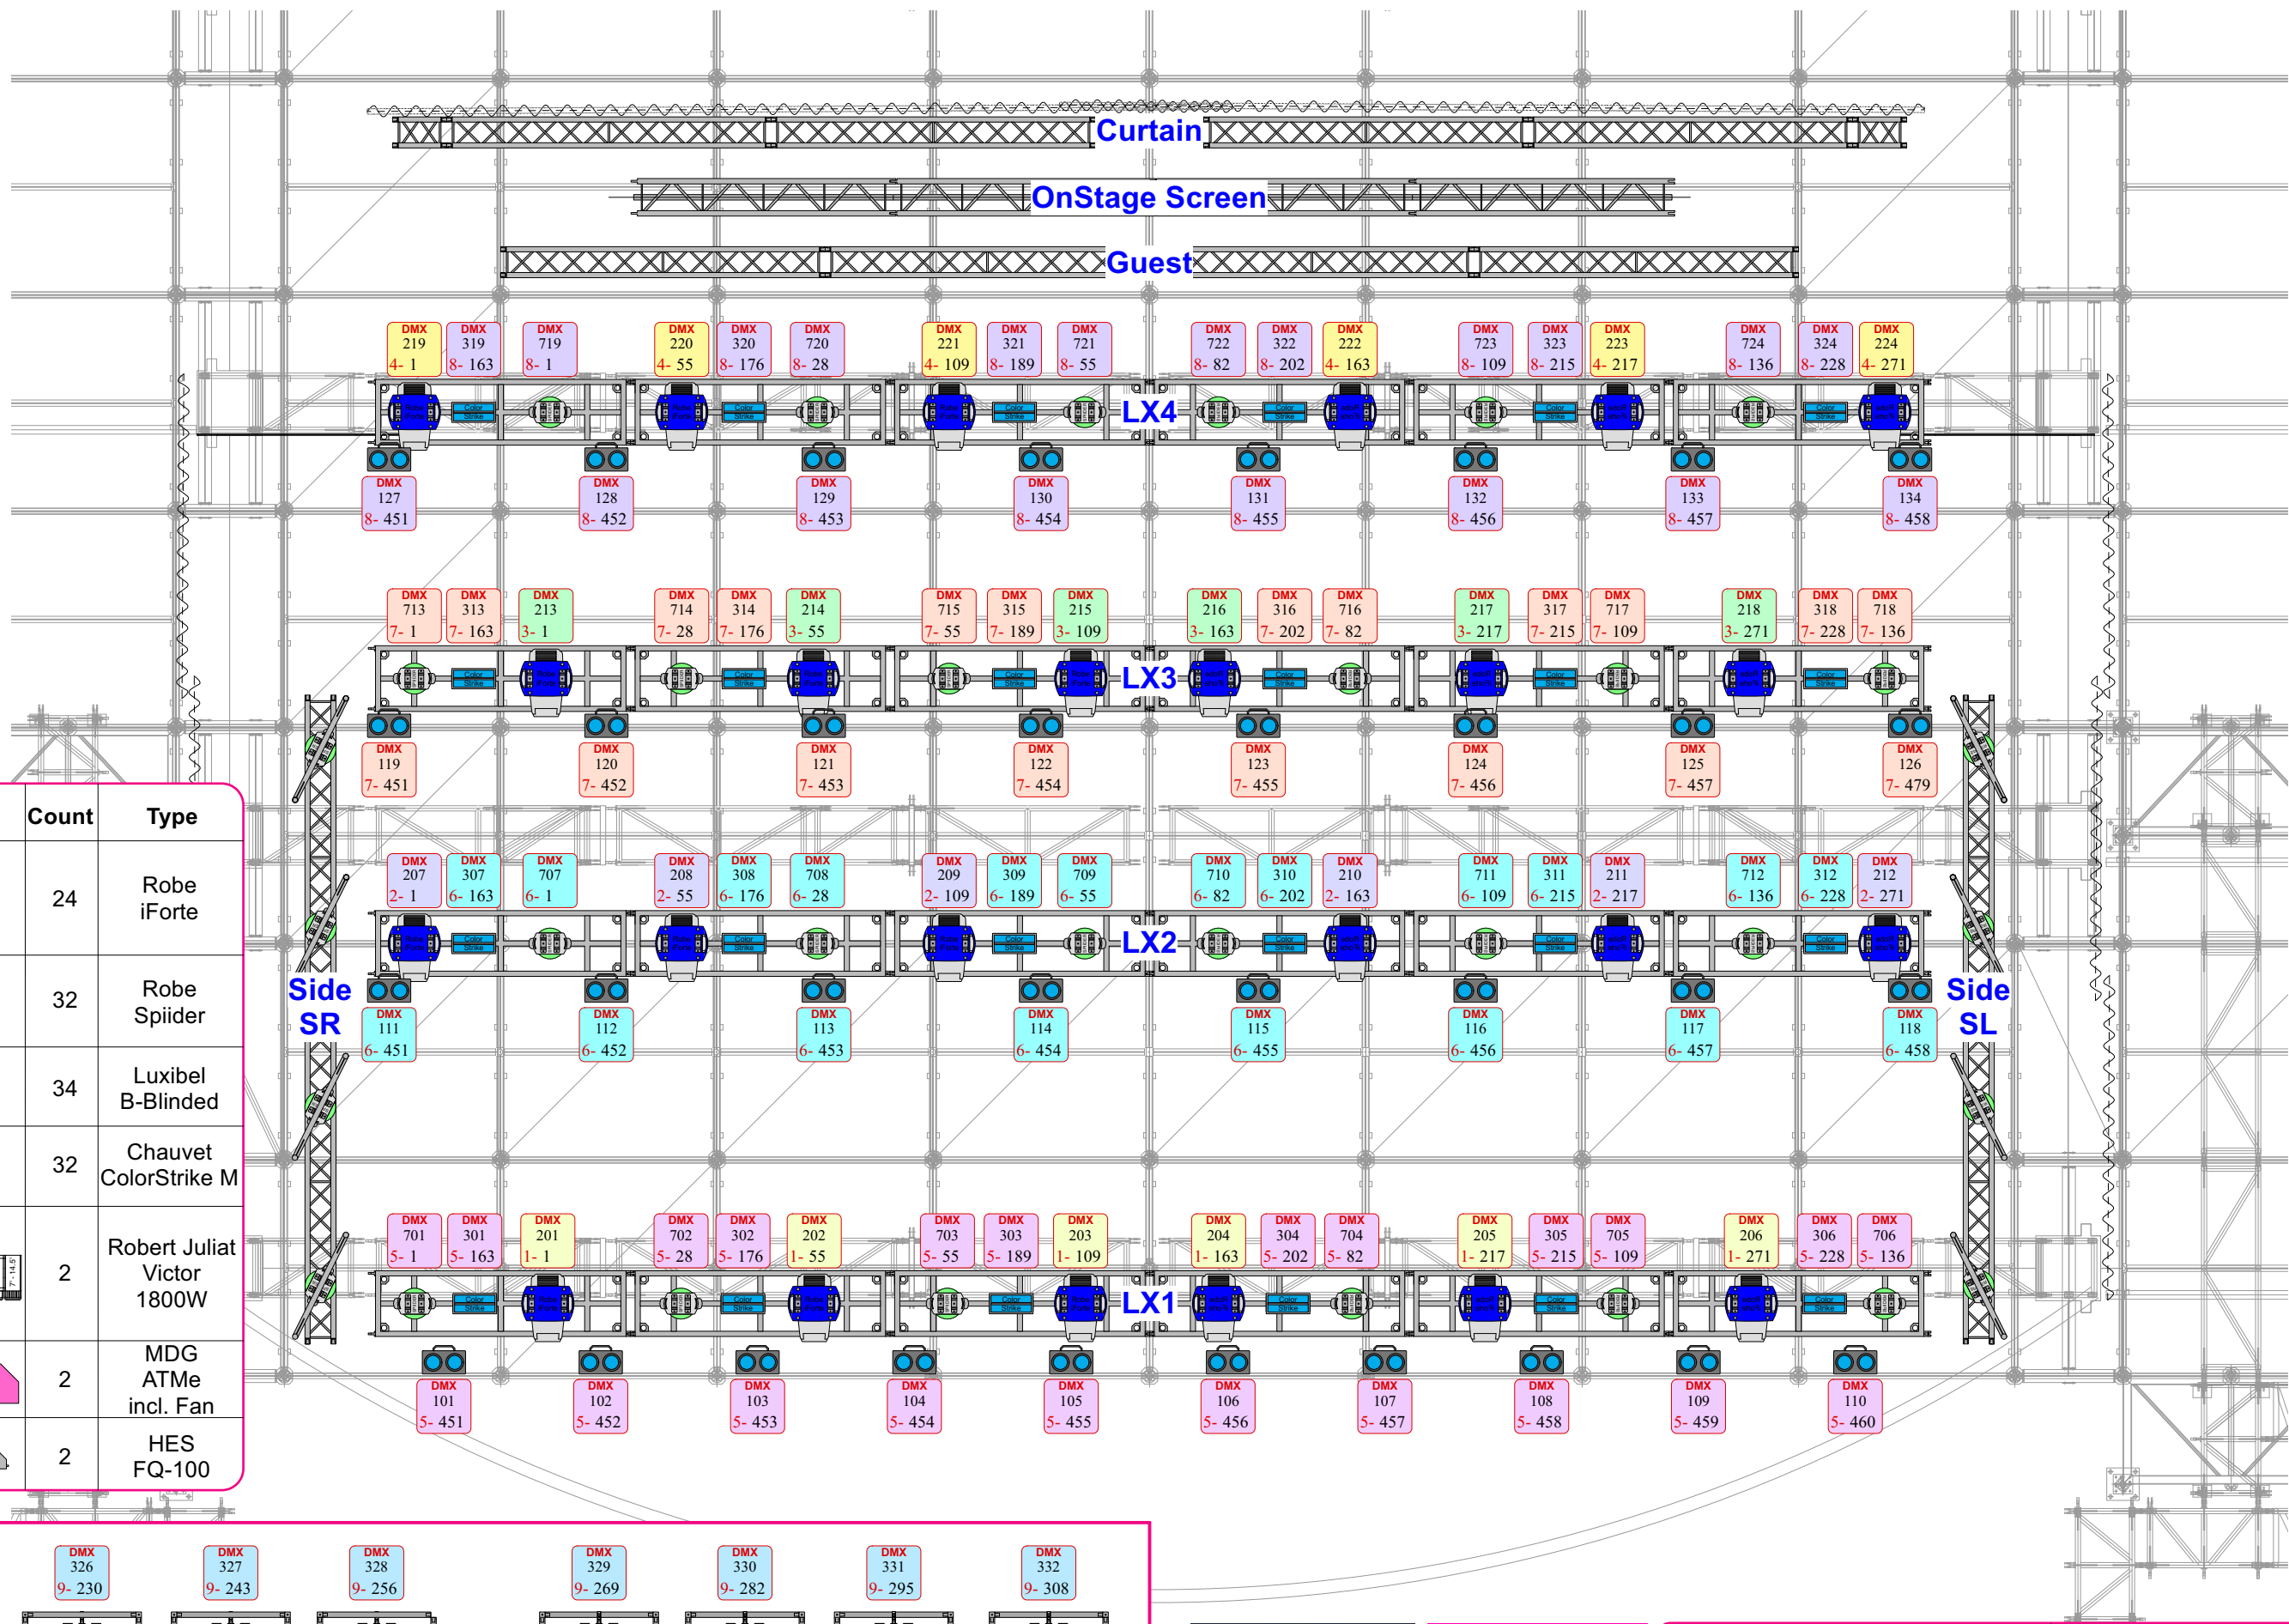 Curtain
OnStage Screen
Guest
DMX DMX DMX DMX DMX DMX DMX DMX DMX DMX DMX DMX DMX DMX DMX DMX DMX DMX
219 319 719 220 320 720 221 321 721 722 322 222 723 323 223 724 324 224
4- 1 8- 163 8- 1 4- 55 8- 176 8- 28 4- 109 8- 189 8- 55 8- 82 8- 202 4- 163 8- 109 8- 215 4- 217 8- 136 8- 228 4- 271
LX4
DMX DMX DMX DMX DMX DMX DMX DMX
127 128 129 130 131 132 133 134
8- 451 8- 452 8- 453 8- 454 8- 455 8- 456 8- 457 8- 458
DMX DMX DMX DMX DMX DMX DMX DMX DMX DMX DMX DMX DMX DMX DMX DMX DMX DMX
713 313 213 714 314 214 715 315 215 216 316 716 217 317 717 218 318 718
7- 1 7- 163 3- 1 7- 28 7- 176 3- 55 7- 55 7- 189 3- 109 3- 163 7- 202 7- 82 3- 217 7- 215 7- 109 3- 271 7- 228 7- 136
LX3
DMX DMX DMX DMX DMX DMX DMX DMX
119 120 121 122 123 124 125 126
7- 451 7- 452 7- 453 7- 454 7- 455 7- 456 7- 457 7- 479
DMX DMX DMX DMX DMX DMX DMX DMX DMX DMX DMX DMX DMX DMX DMX DMX DMX DMX
207 307 707 208 308 708 209 309 709 710 310 210 711 311 211 712 312 212
2- 1 6- 163 6- 1 2- 55 6- 176 6- 28 2- 109 6- 189 6- 55 6- 82 6- 202 2- 163 6- 109 6- 215 2- 217 6- 136 6- 228 2- 271
LX2
Side
SR
Side
SL
DMX DMX DMX DMX DMX DMX DMX DMX
111 112 113 114 115 116 117 118
6- 451 6- 452 6- 453 6- 454 6- 455 6- 456 6- 457 6- 458
DMX DMX DMX DMX DMX DMX DMX DMX DMX DMX DMX DMX DMX DMX DMX DMX DMX DMX
701 301 201 702 302 202 703 303 203 204 304 704 205 305 705 206 306 706
5- 1 5- 163 1- 1 5- 28 5- 176 1- 55 5- 55 5- 189 1- 109 1- 163 5- 202 5- 82 1- 217 5- 215 5- 109 1- 271 5- 228 5- 136
LX1
DMX DMX DMX DMX DMX DMX DMX DMX DMX DMX
101 102 103 104 105 106 107 108 109 110
5- 451 5- 452 5- 453 5- 454 5- 455 5- 456 5- 457 5- 458 5- 459 5- 460
Count Type
24 Robe
iForte
32 Robe
Spiider
34 Luxibel
B-Blinded
32 Chauvet
ColorStrike M
2 Robert Juliat
Victor
1800W
2 MDG
ATMe
incl. Fan
2 HES
FQ-100
DMX DMX DMX DMX DMX DMX DMX
326 327 328 329 330 331 332
9- 230 9- 243 9- 256 9- 269 9- 282 9- 295 9- 308